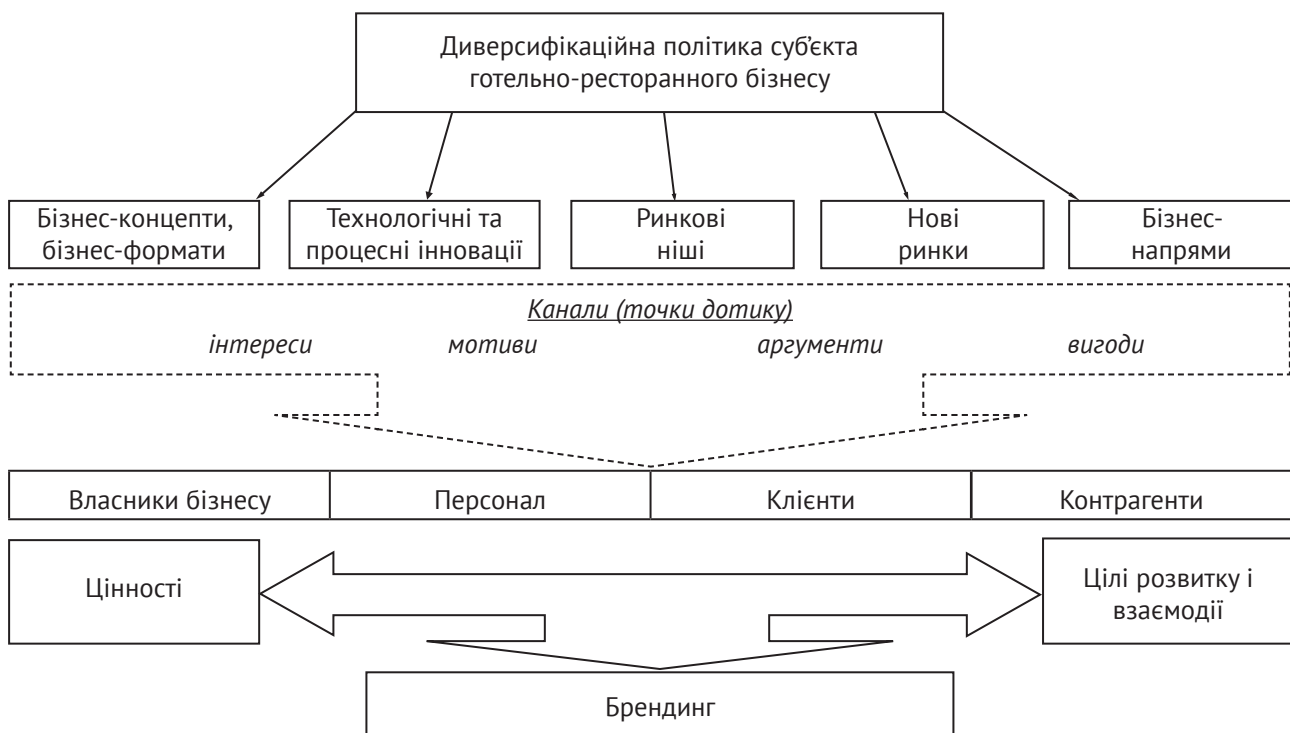 Диверсифікаційна політика суб’єкта
готельно-ресторанного бізнесу
Бізнес-концепти,
бізнес-формати
Технологічні та
процесні інновації
Ринкові
ніші
Нові
ринки
Бізнес-
напрями
Канали (точки дотику)
інтереси мотиви аргументи вигоди
Власники бізнесу Персонал Клієнти Контрагенти
Цінності
Цілі розвитку і
взаємодії
Брендинг